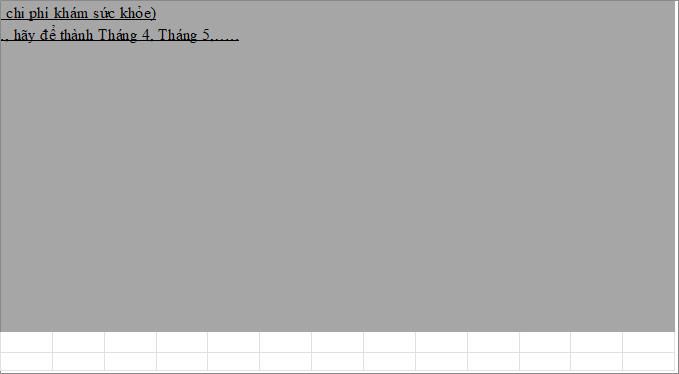 chi phí khám sức khỏe)
.., hãy để thành Tháng 4, Tháng 5,…..